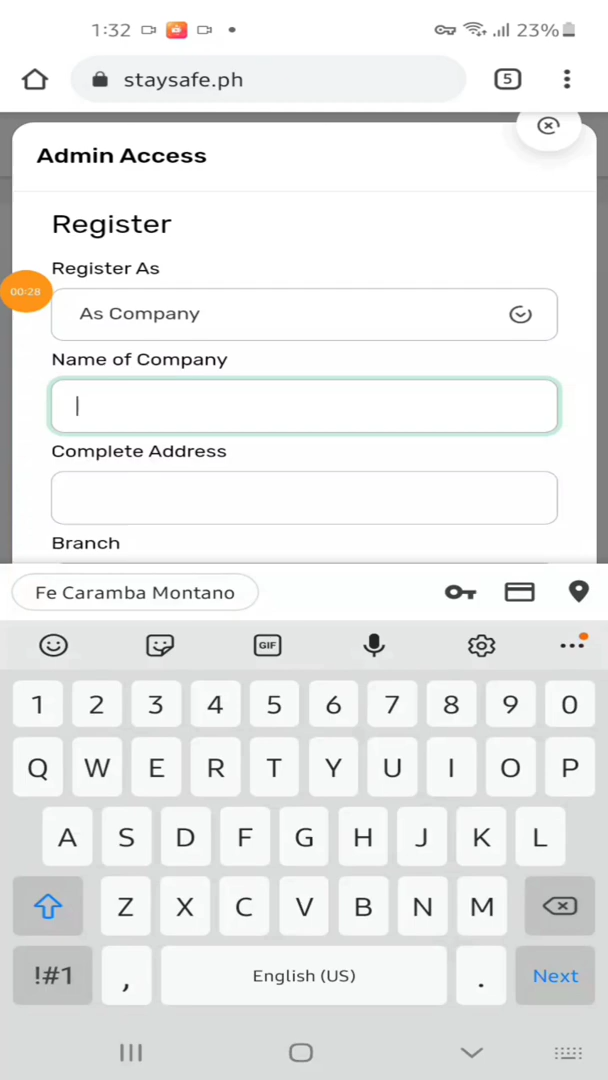 1:32
23%
staysafe.ph
5
Admin Access
Register
Register As
00:28
As Company
Name of Company
Complete Address
Branch
Fe Caramba Montano
GIF
1 2 3 4 5 6 7 8 9 0
Q W E R T Y U I O P
A S D F G H J K L
Z X C V B N M
!#1 , English (US) . Next